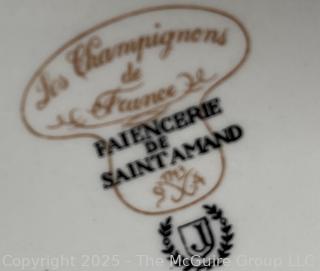 Les Champignons
de
France
FAIENCERIE
DE
SAINT AMAND
J
Copyright 2025 - The McGuire Group LLC